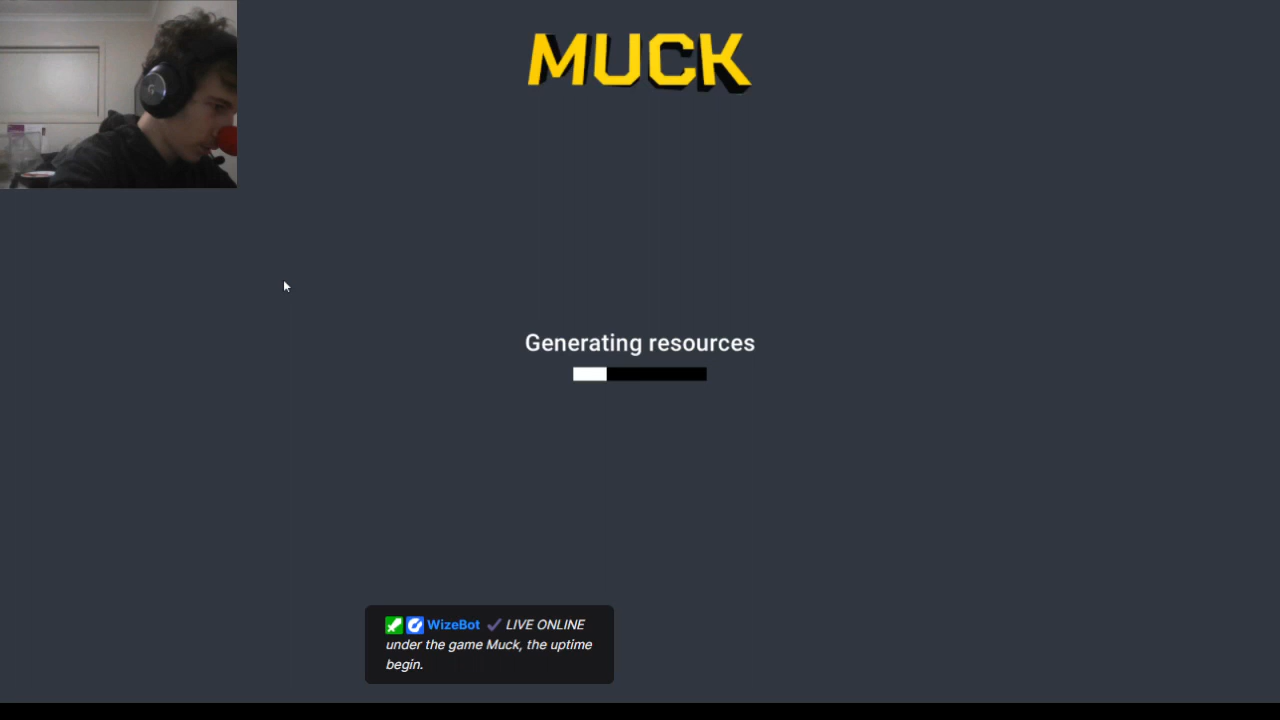 MUCK
Generating resources
WizeBot LIVE ONLINE
under the game Muck, the uptime
begin.